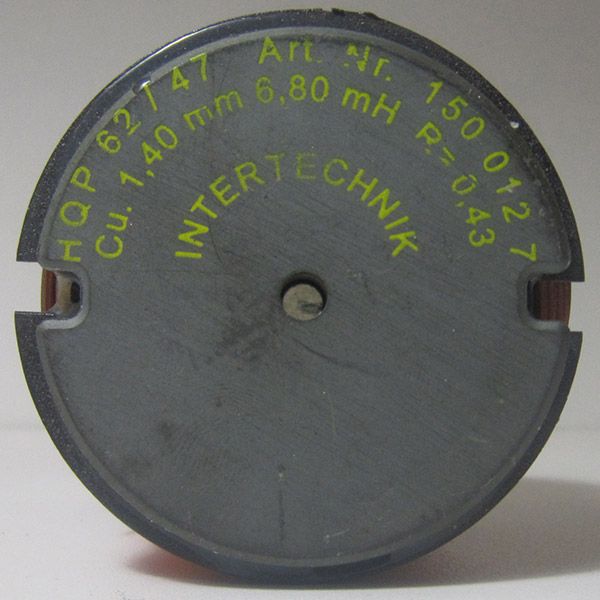 HQP 62/47 Art. Nr. 150 012 7
Cu. 1,40 mm 6,80 mH R.= 0,43
INTERTECHNIK